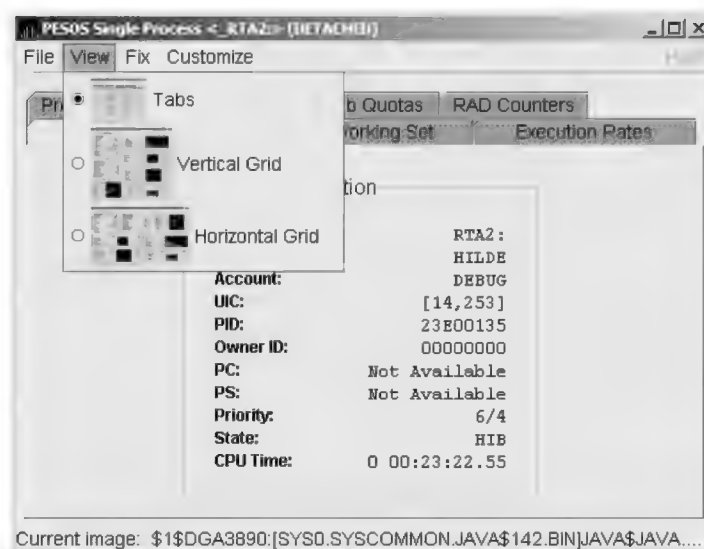 PESOS Single Process <_RTA2:> (DETACHED)
File View Fix Customize
Tabs
b Quotas RAD Counters
orking Set Execution Rates
Vertical Grid
tion
Horizontal Grid
RTA2:
HILDE
Account: DEBUG
UIC: [14,253]
PID: 23E00135
Owner ID: 00000000
PC: Not Available
PS: Not Available
Priority: 6/4
State: HIB
CPU Time: 0 00:23:22.55
Current image: $1$DGA3890:[SYS0.SYSCOMMON.JAVA$142.BIN]JAVA$JAVA....